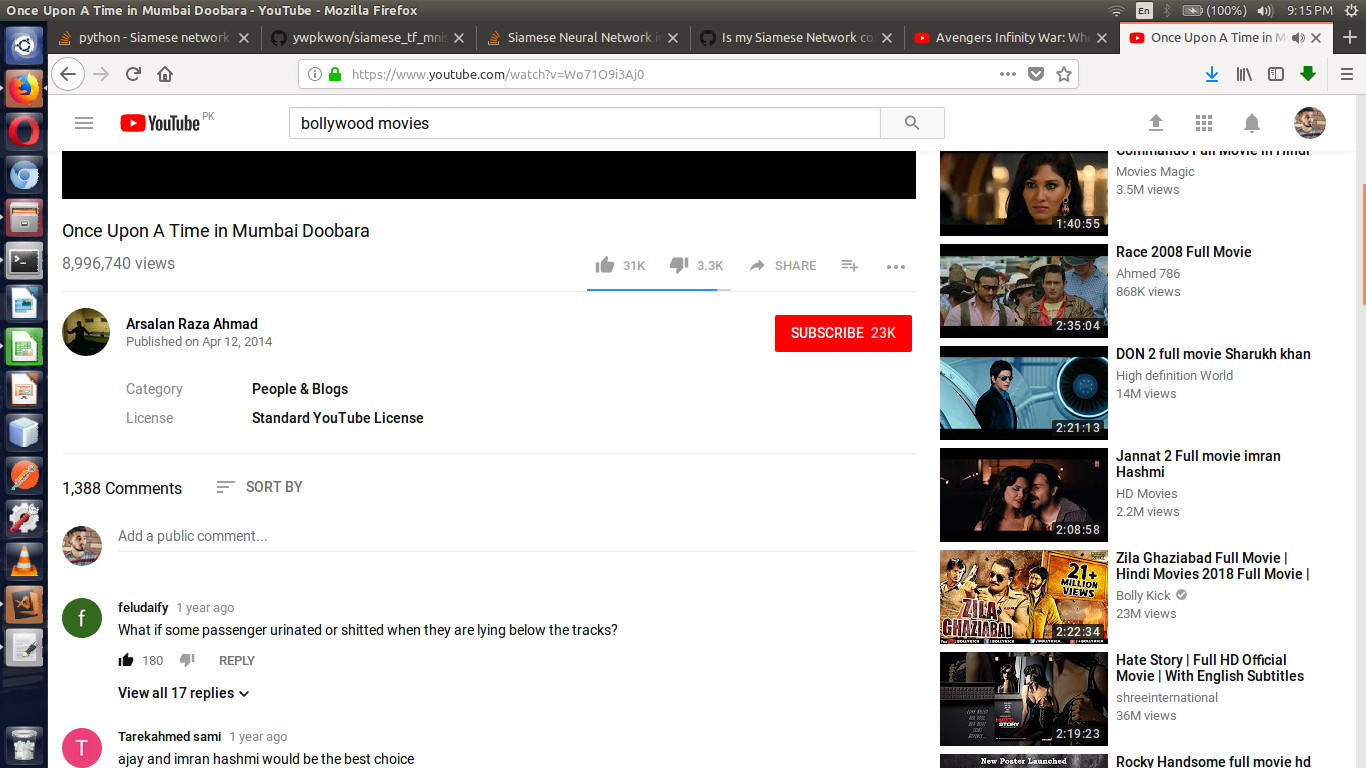 Once Upon A Time in Mumbai Doobara - YouTube - Mozilla Firefox
En
(100%)
9:15 PM
python - Siamese network
ywpkwon/siamese_tf_mnis
Siamese Neural Network i
Is my Siamese Network co
Avengers Infinity War: Whe
Once Upon A Time in M
https://www.youtube.com/watch?v=Wo71O9i3Aj0
YouTube PK
bollywood movies
Once Upon A Time in Mumbai Doobara
8,996,740 views
31K
3.3K
SHARE
Arsalan Raza Ahmad
Published on Apr 12, 2014
SUBSCRIBE 23K
Category
People & Blogs
License
Standard YouTube License
1,388 Comments
SORT BY
Add a public comment...
f
feludaify 1 year ago
What if some passenger urinated or shitted when they are lying below the tracks?
180
REPLY
View all 17 replies
T
Tarekahmed sami 1 year ago
ajay and imran hashmi would be the best choice
Commando Full Movie in Hindi
Movies Magic
3.5M views
1:40:55
Race 2008 Full Movie
Ahmed 786
868K views
2:35:04
DON 2 full movie Sharukh khan
High definition World
14M views
2:21:13
Jannat 2 Full movie imran
Hashmi
HD Movies
2.2M views
2:08:58
21+
MILLION
VIEWS
ZILA
GHAZIABAD
2:22:34
Zila Ghaziabad Full Movie |
Hindi Movies 2018 Full Movie |
Bolly Kick
23M views
HATE
STORY
2:19:23
Hate Story | Full HD Official
Movie | With English Subtitles
shreeinternational
36M views
New Poster Launched
Rocky Handsome full movie hd